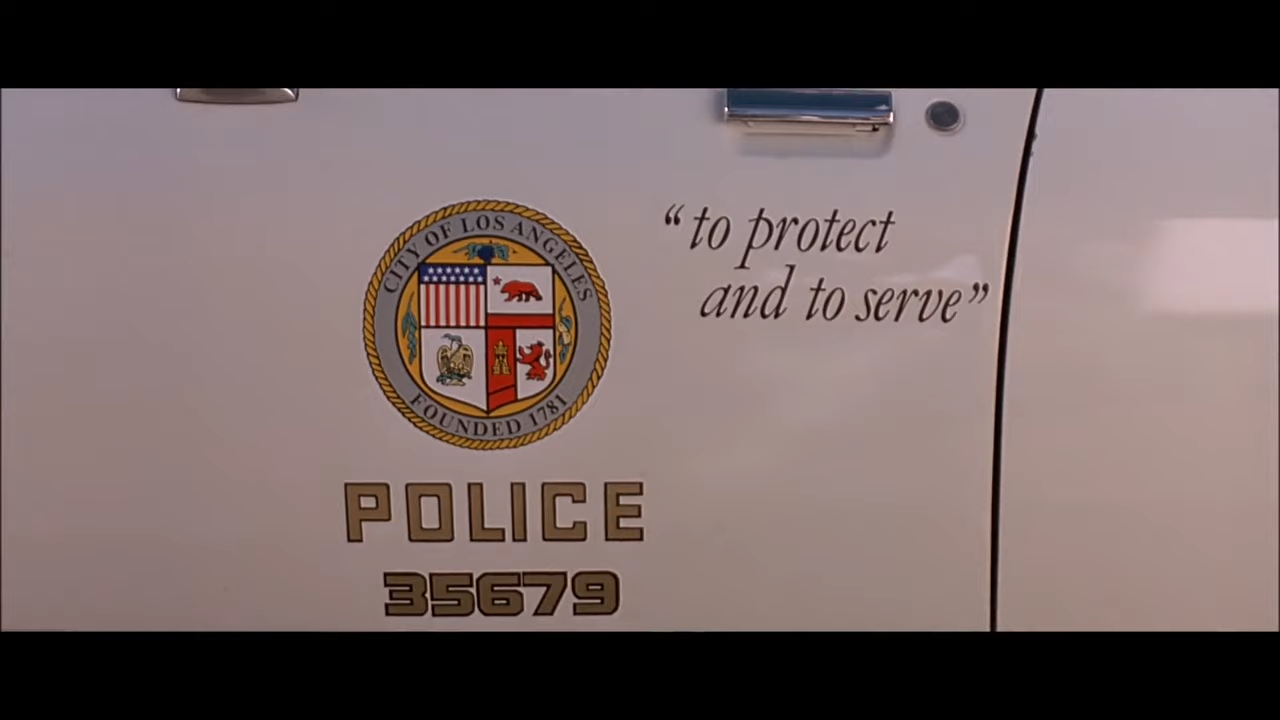 CITY OF LOS ANGELES
FOUNDED 1781
“to protect
and to serve”
POLICE
35679